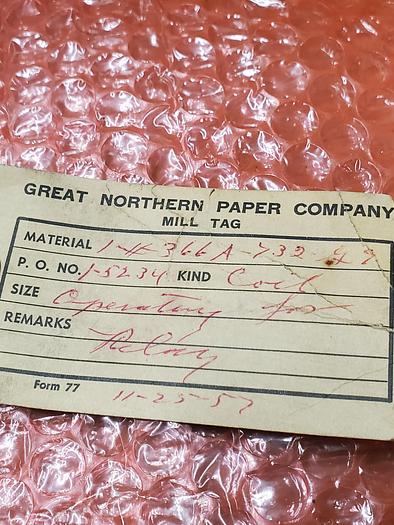 GREAT NORTHERN PAPER COMPANY
MILL TAG
MATERIAL 1-# 366A-732 47
P. O. NO. 1-5234 KIND Coil
SIZE Operating for
REMARKS Relay
Form 77 11-25-57